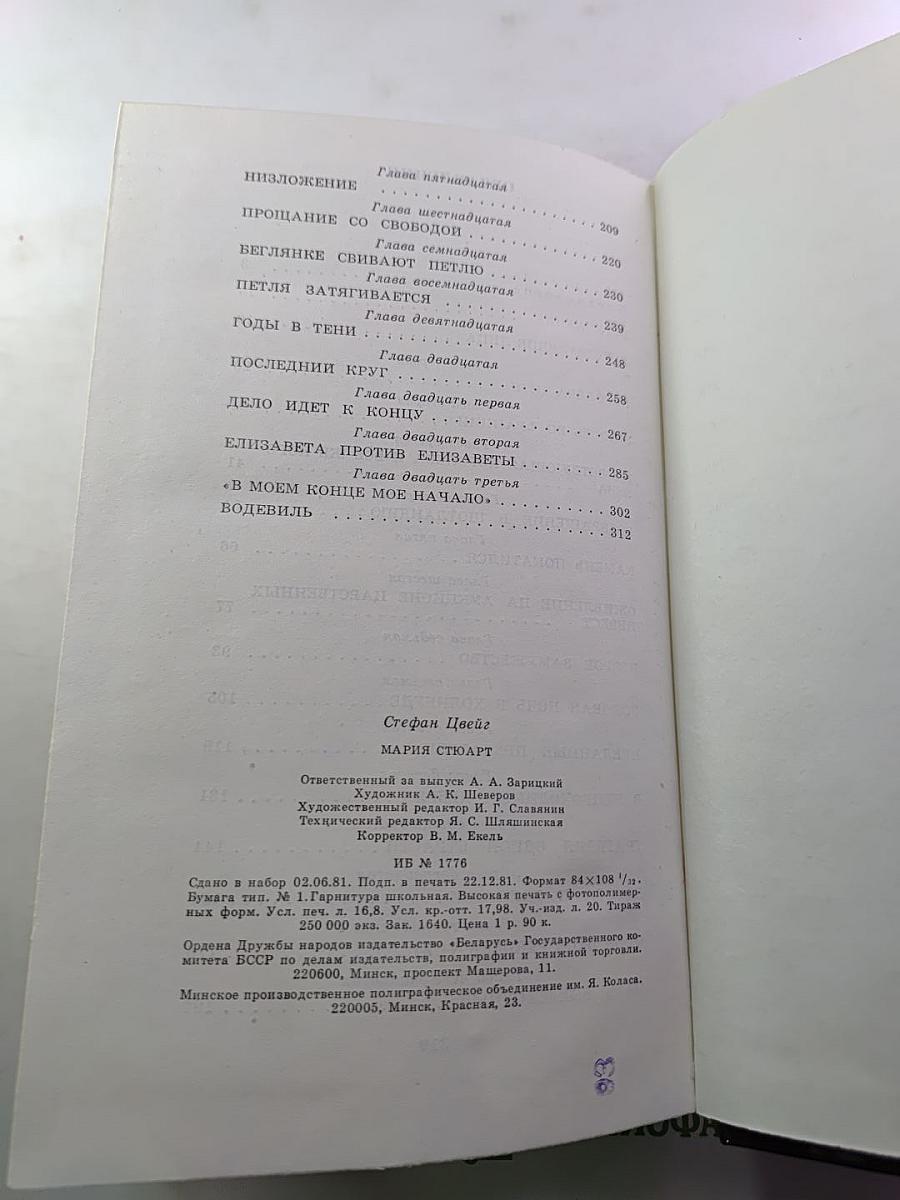 Глава пятнадцатая
НИЗЛОЖЕНИЕ . . . . . . . . . . . . . . . . 209
Глава шестнадцатая
ПРОЩАНИЕ СО СВОБОДОЙ . . . . . . . . . . 220
Глава семнадцатая
БЕГЛЯНКЕ СВИВАЮТ ПЕТЛЮ . . . . . . . . . 230
Глава восемнадцатая
ПЕТЛЯ ЗАТЯГИВАЕТСЯ . . . . . . . . . . . 239
Глава девятнадцатая
ГОДЫ В ТЕНИ . . . . . . . . . . . . . . . 248
Глава двадцатая
ПОСЛЕДНИЙ КРУГ . . . . . . . . . . . . . 258
Глава двадцать первая
ДЕЛО ИДЕТ К КОНЦУ . . . . . . . . . . . . 267
Глава двадцать вторая
ЕЛИЗАВЕТА ПРОТИВ ЕЛИЗАВЕТЫ . . . . . . . 285
Глава двадцать третья
«В МОЕМ КОНЦЕ МОЕ НАЧАЛО» . . . . . . . . 302
ВОДЕВИЛЬ . . . . . . . . . . . . . . . . 312
Стефан Цвейг
МАРИЯ СТЮАРТ
Ответственный за выпуск А. А. Зарицкий
Художник А. К. Шеверов
Художественный редактор И. Г. Славянин
Технический редактор Я. С. Шляшинская
Корректор В. М. Екель
ИБ № 1776
Сдано в набор 02.06.81. Подп. в печать 22.12.81. Формат 84×108 1/32.
Бумага тип. № 1. Гарнитура школьная. Высокая печать с фотополимер-
ных форм. Усл. печ. л. 16,8. Усл. кр.-отт. 17,98. Уч.-изд. л. 20. Тираж
250 000 экз. Зак. 1640. Цена 1 р. 90 к.
Ордена Дружбы народов издательство «Беларусь» Государственного ко-
митета БССР по делам издательств, полиграфии и книжной торговли.
220600, Минск, проспект Машерова, 11.
Минское производственное полиграфическое объединение им. Я. Коласа.
220005, Минск, Красная, 23.